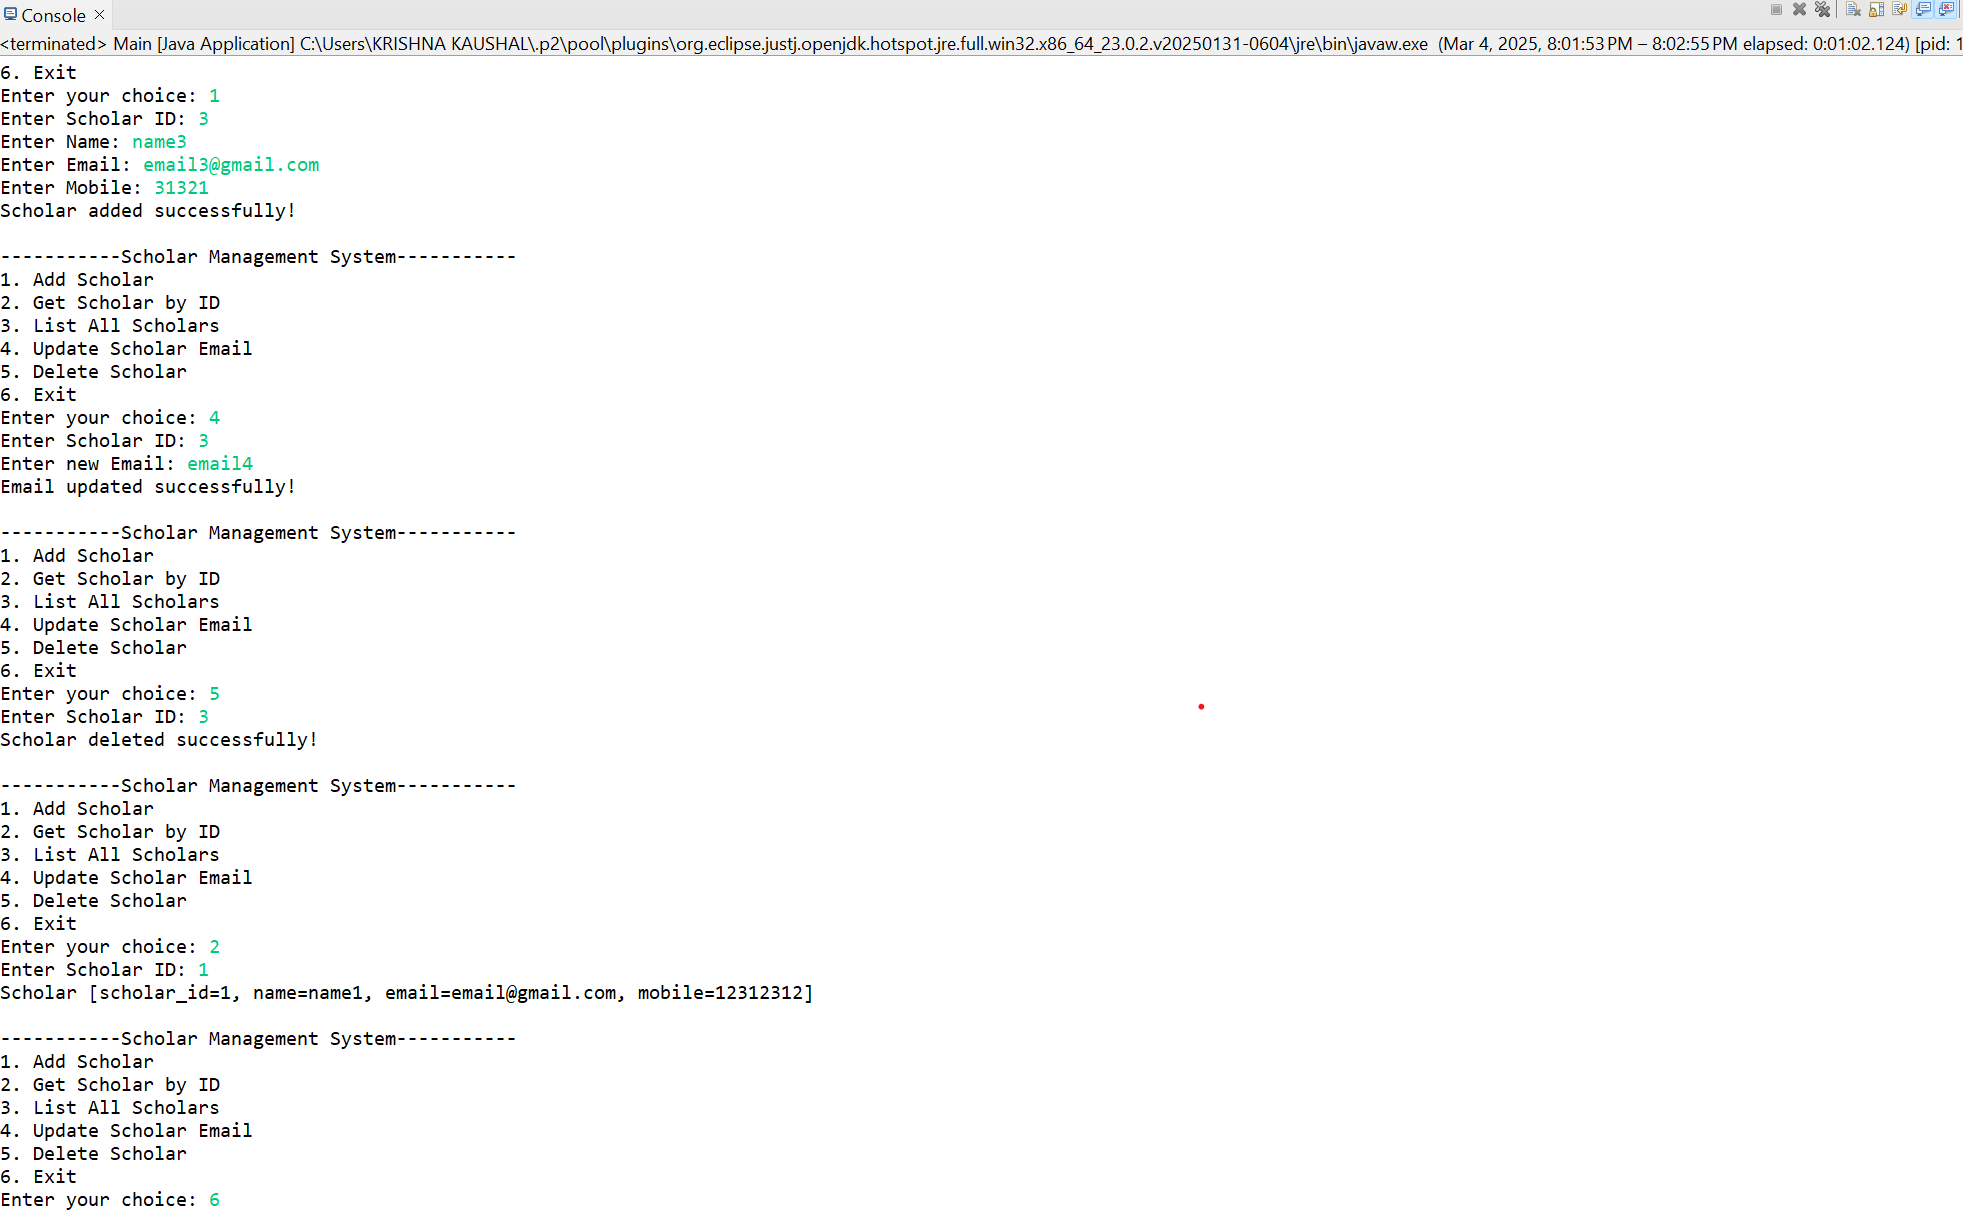 Console
<terminated> Main [Java Application] C:\Users\KRISHNA KAUSHAL\.p2\pool\plugins\org.eclipse.justj.openjdk.hotspot.jre.full.win32.x86_64_23.0.2.v20250131-0604\jre\bin\javaw.exe (Mar 4, 2025, 8:01:53 PM – 8:02:55 PM elapsed: 0:01:02.124) [pid: 1
6. Exit
Enter your choice: 1
Enter Scholar ID: 3
Enter Name: name3
Enter Email: email3@gmail.com
Enter Mobile: 31321
Scholar added successfully!

-----------Scholar Management System-----------
1. Add Scholar
2. Get Scholar by ID
3. List All Scholars
4. Update Scholar Email
5. Delete Scholar
6. Exit
Enter your choice: 4
Enter Scholar ID: 3
Enter new Email: email4
Email updated successfully!

-----------Scholar Management System-----------
1. Add Scholar
2. Get Scholar by ID
3. List All Scholars
4. Update Scholar Email
5. Delete Scholar
6. Exit
Enter your choice: 5
Enter Scholar ID: 3
Scholar deleted successfully!

-----------Scholar Management System-----------
1. Add Scholar
2. Get Scholar by ID
3. List All Scholars
4. Update Scholar Email
5. Delete Scholar
6. Exit
Enter your choice: 2
Enter Scholar ID: 1
Scholar [scholar_id=1, name=name1, email=email@gmail.com, mobile=12312312]

-----------Scholar Management System-----------
1. Add Scholar
2. Get Scholar by ID
3. List All Scholars
4. Update Scholar Email
5. Delete Scholar
6. Exit
Enter your choice: 6